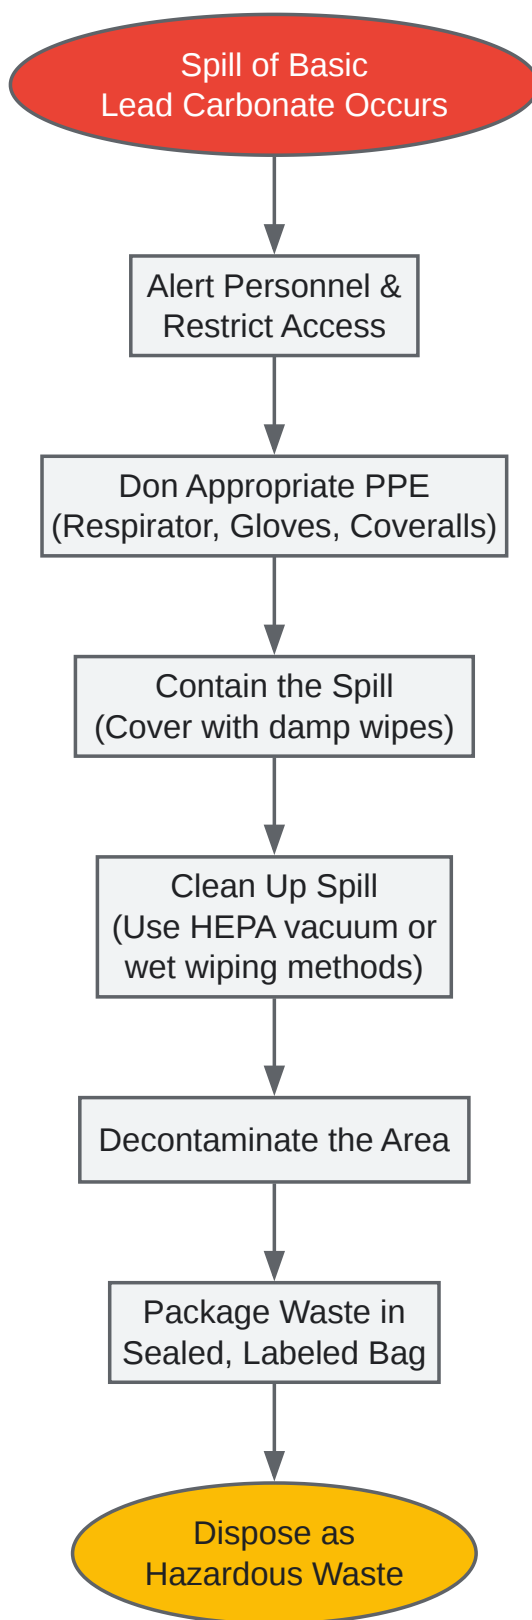 Spill of Basic
Lead Carbonate Occurs
Alert Personnel &
Restrict Access
Don Appropriate PPE
(Respirator, Gloves, Coveralls)
Contain the Spill
(Cover with damp wipes)
Clean Up Spill
(Use HEPA vacuum or
wet wiping methods)
Decontaminate the Area
Package Waste in
Sealed, Labeled Bag
Dispose as
Hazardous Waste